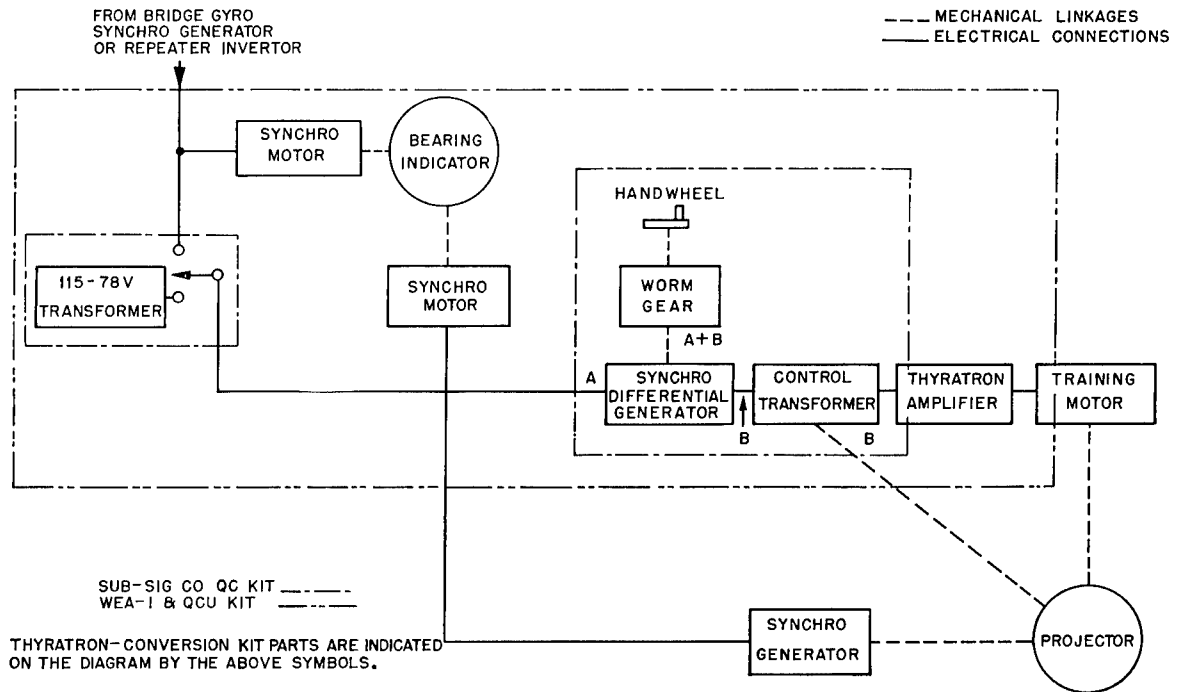 FROM BRIDGE GYRO
SYNCHRO GENERATOR
OR REPEATER INVERTOR
MECHANICAL LINKAGES
ELECTRICAL CONNECTIONS
SYNCHRO
MOTOR
BEARING
INDICATOR
HANDWHEEL
115-78V
TRANSFORMER
SYNCHRO
MOTOR
WORM
GEAR
A+B
A
SYNCHRO
DIFFERENTIAL
GENERATOR
B
CONTROL
TRANSFORMER
B
THYRATRON
AMPLIFIER
TRAINING
MOTOR
SUB-SIG CO QC KIT
WEA-1 & QCU KIT
THYRATRON-CONVERSION KIT PARTS ARE INDICATED
ON THE DIAGRAM BY THE ABOVE SYMBOLS.
SYNCHRO
GENERATOR
PROJECTOR